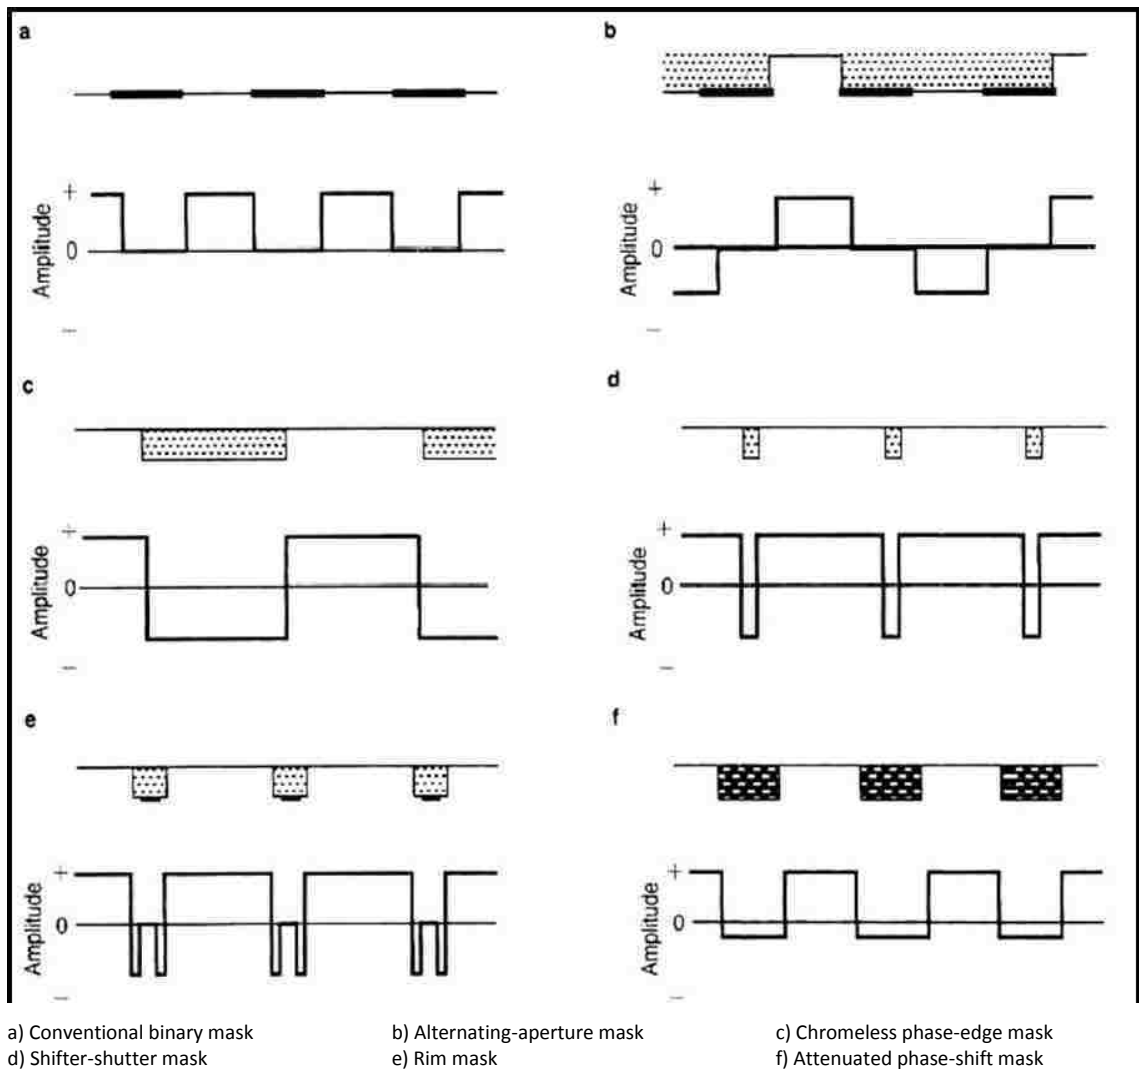 a
b
+
0
−
Amplitude
+
0
−
Amplitude
c
d
+
0
−
Amplitude
+
0
−
Amplitude
e
f
+
0
−
Amplitude
+
0
−
Amplitude
a) Conventional binary mask b) Alternating-aperture mask c) Chromeless phase-edge mask
d) Shifter-shutter mask e) Rim mask f) Attenuated phase-shift mask